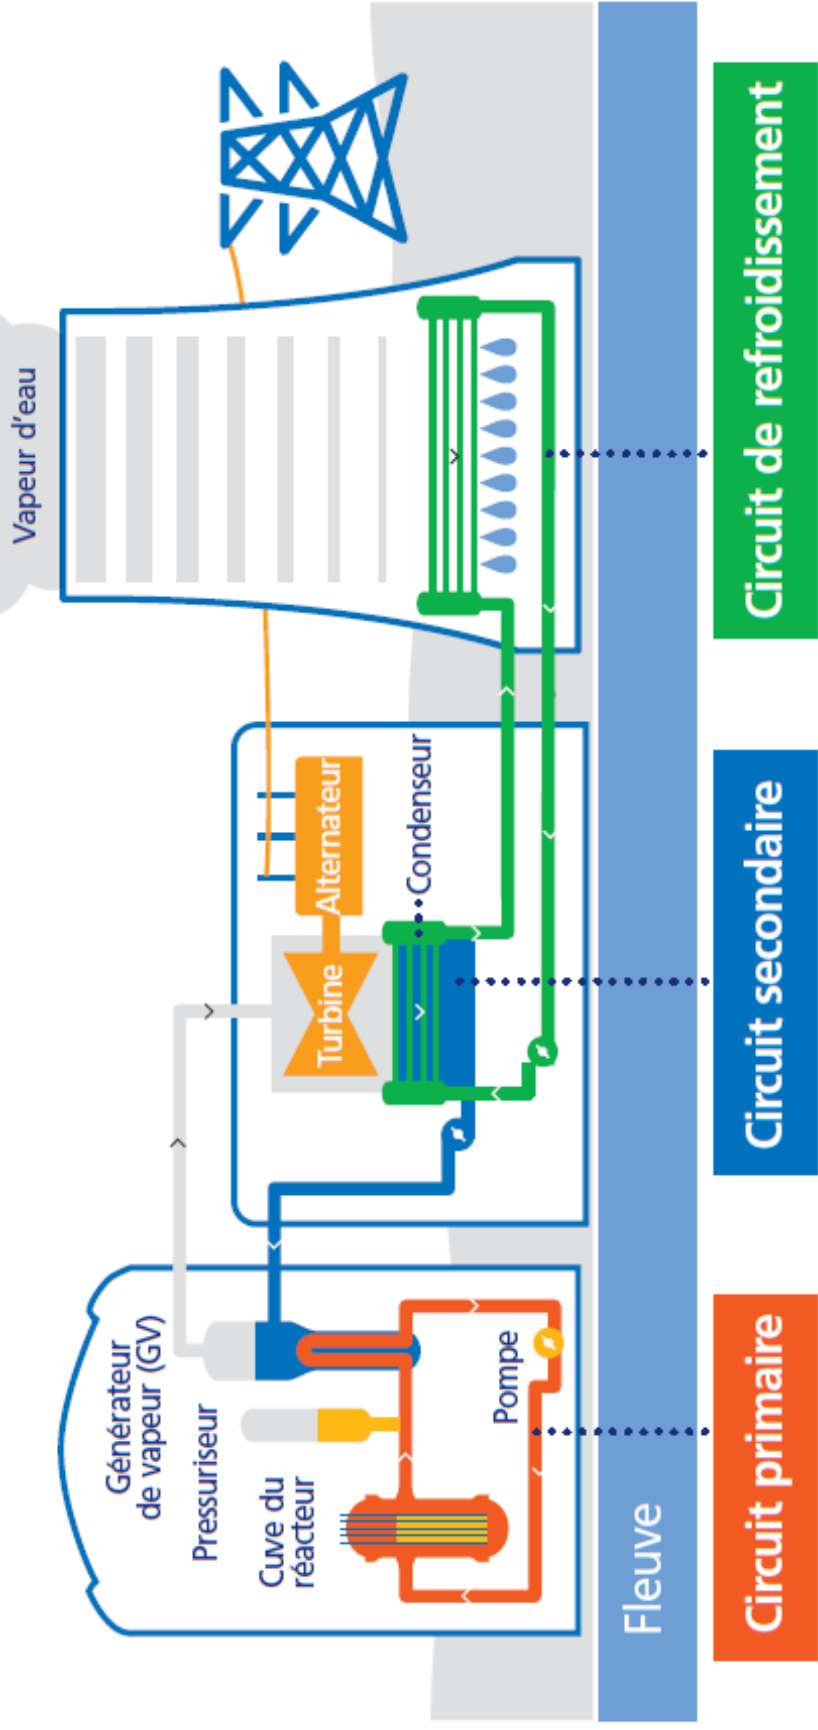 Vapeur d'eau
Générateur
de vapeur (GV)
Pressuriseur
Cuve du
réacteur
Pompe
Turbine
Alternateur
Condenseur
Fleuve
Circuit primaire
Circuit secondaire
Circuit de refroidissement